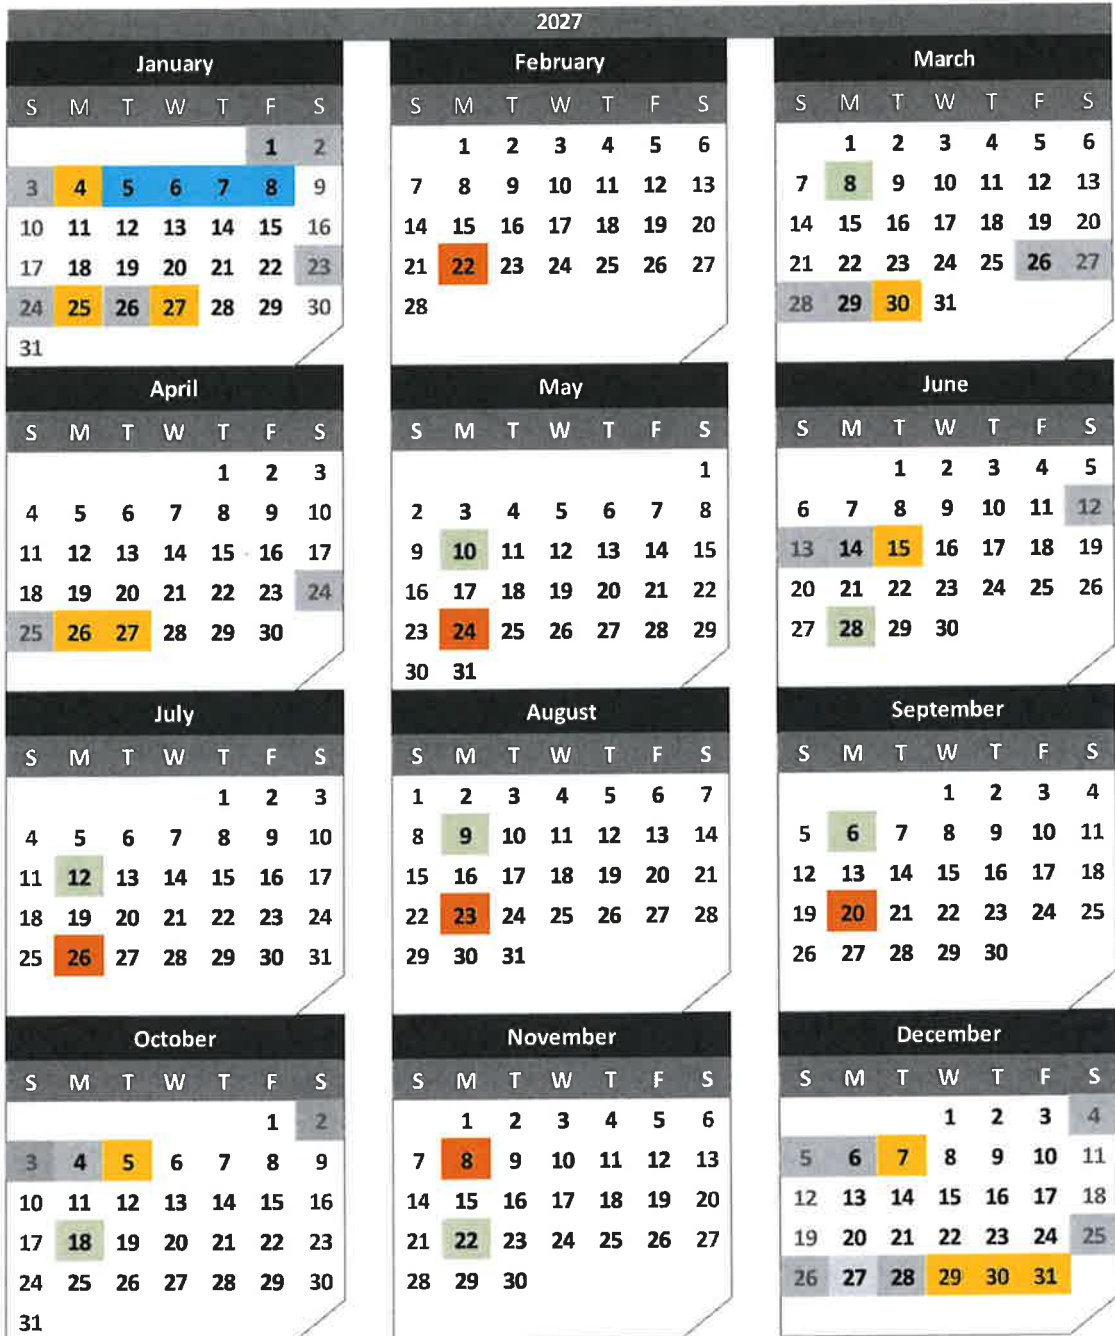 2027
January
S M T W T F S
1 2
3 4 5 6 7 8 9
10 11 12 13 14 15 16
17 18 19 20 21 22 23
24 25 26 27 28 29 30
31
February
S M T W T F S
1 2 3 4 5 6
7 8 9 10 11 12 13
14 15 16 17 18 19 20
21 22 23 24 25 26 27
28
March
S M T W T F S
1 2 3 4 5 6
7 8 9 10 11 12 13
14 15 16 17 18 19 20
21 22 23 24 25 26 27
28 29 30 31
April
S M T W T F S
1 2 3
4 5 6 7 8 9 10
11 12 13 14 15 16 17
18 19 20 21 22 23 24
25 26 27 28 29 30
May
S M T W T F S
1
2 3 4 5 6 7 8
9 10 11 12 13 14 15
16 17 18 19 20 21 22
23 24 25 26 27 28 29
30 31
June
S M T W T F S
1 2 3 4 5
6 7 8 9 10 11 12
13 14 15 16 17 18 19
20 21 22 23 24 25 26
27 28 29 30
July
S M T W T F S
1 2 3
4 5 6 7 8 9 10
11 12 13 14 15 16 17
18 19 20 21 22 23 24
25 26 27 28 29 30 31
August
S M T W T F S
1 2 3 4 5 6 7
8 9 10 11 12 13 14
15 16 17 18 19 20 21
22 23 24 25 26 27 28
29 30 31
September
S M T W T F S
1 2 3 4
5 6 7 8 9 10 11
12 13 14 15 16 17 18
19 20 21 22 23 24 25
26 27 28 29 30
October
S M T W T F S
1 2
3 4 5 6 7 8 9
10 11 12 13 14 15 16
17 18 19 20 21 22 23
24 25 26 27 28 29 30
31
November
S M T W T F S
1 2 3 4 5 6
7 8 9 10 11 12 13
14 15 16 17 18 19 20
21 22 23 24 25 26 27
28 29 30
December
S M T W T F S
1 2 3 4
5 6 7 8 9 10 11
12 13 14 15 16 17 18
19 20 21 22 23 24 25
26 27 28 29 30 31